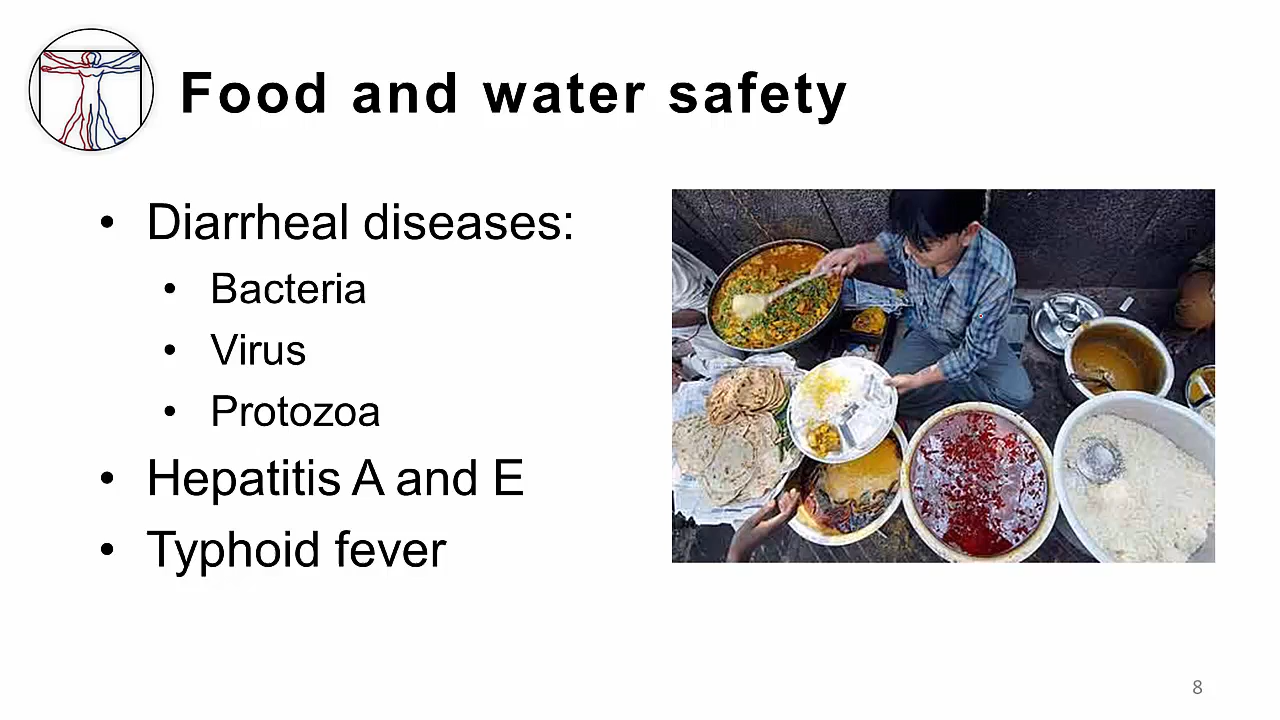 Food and water safety
• Diarrheal diseases:
• Bacteria
• Virus
• Protozoa
• Hepatitis A and E
• Typhoid fever
8